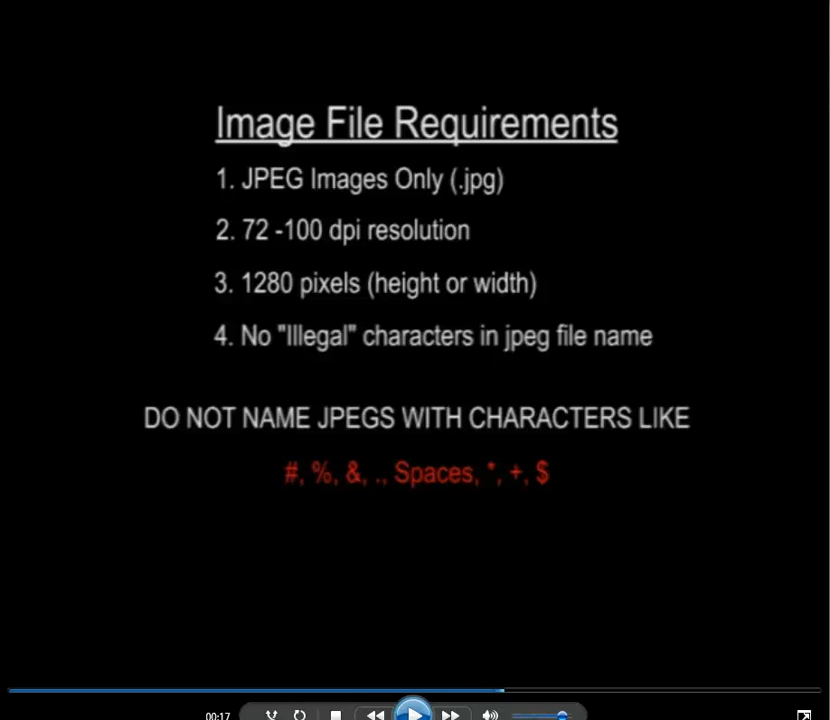 Image File Requirements
1. JPEG Images Only (.jpg)
2. 72 -100 dpi resolution
3. 1280 pixels (height or width)
4. No "Illegal" characters in jpeg file name
DO NOT NAME JPEGS WITH CHARACTERS LIKE
#, %, &, ., Spaces, *, +, $
00:17